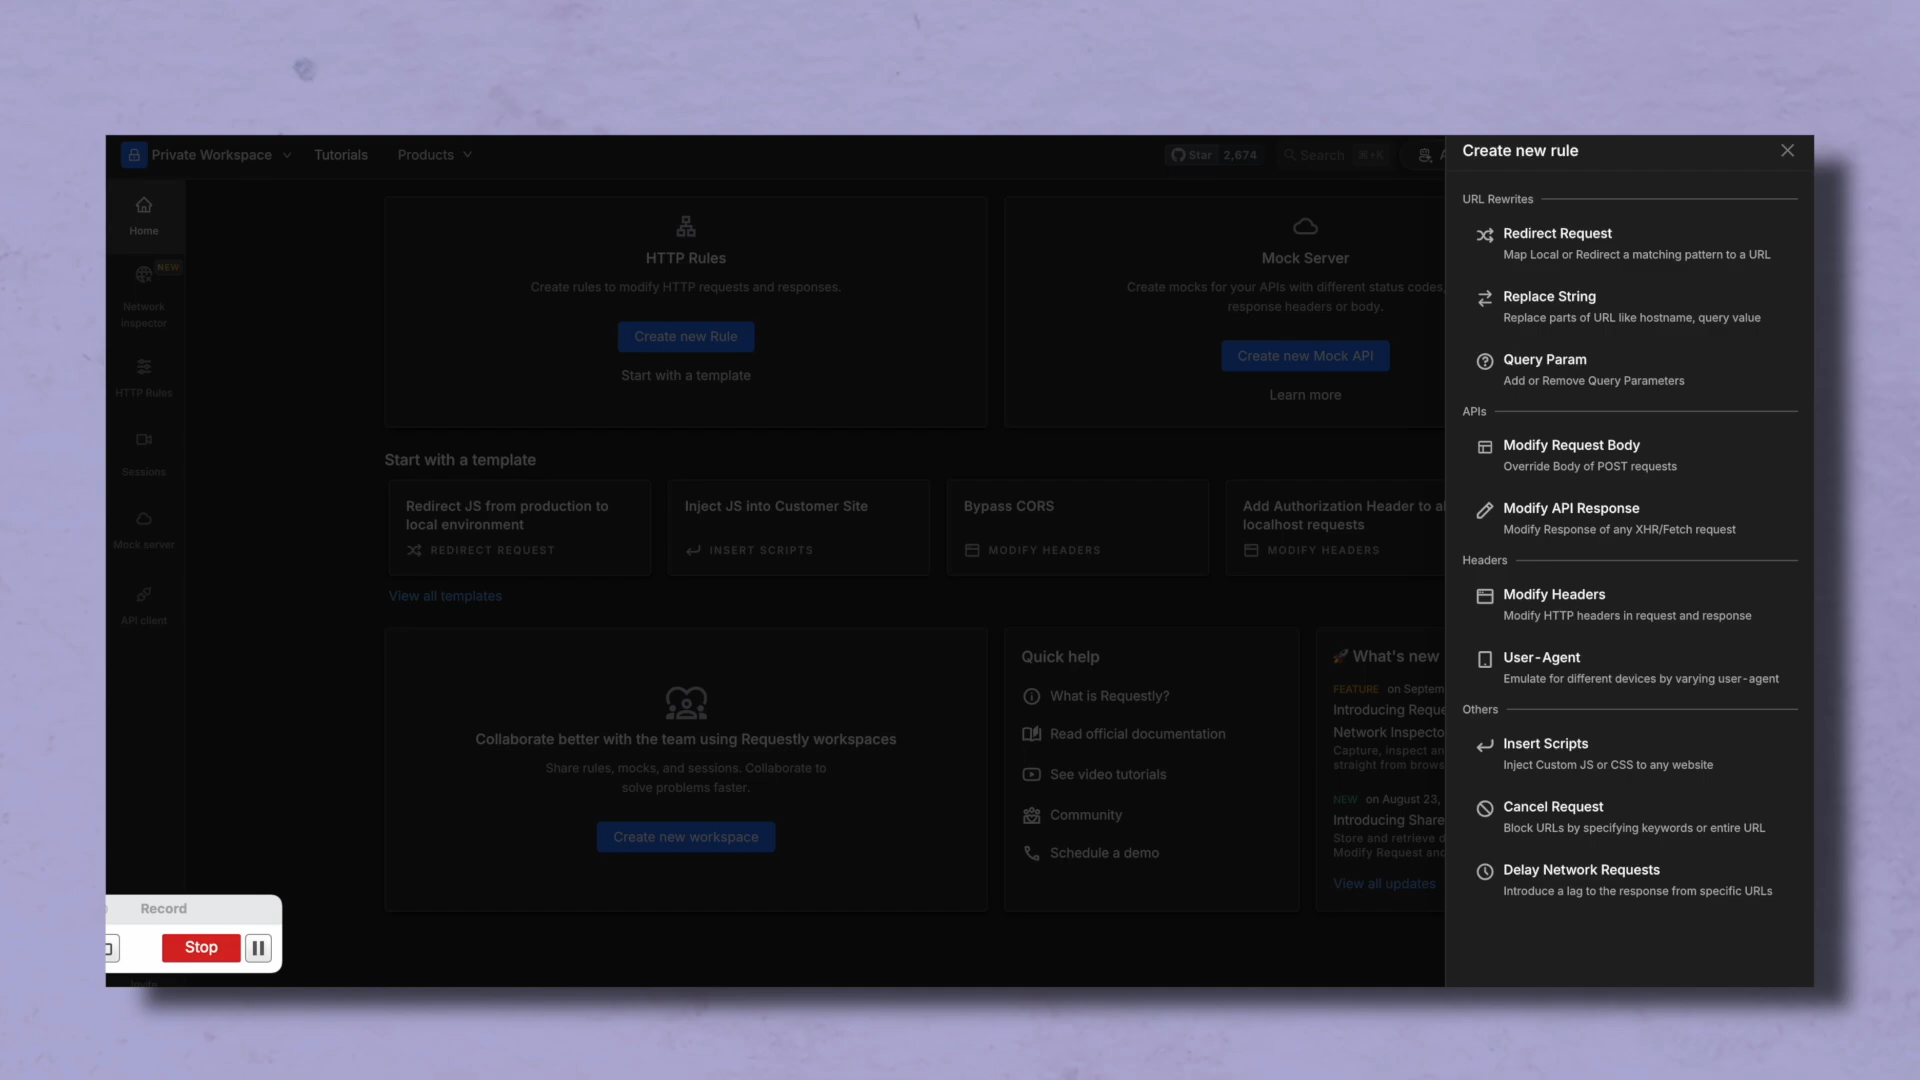 Private Workspace
Tutorials
Products
Star 2,674
Search ⌘+K
Home
NEW
Network
inspector
HTTP Rules
Sessions
Mock server
API client
HTTP Rules
Create rules to modify HTTP requests and responses.
Create new Rule
Start with a template
Mock Server
Create mocks for your APIs with different status codes,
response headers or body.
Create new Mock API
Learn more
Start with a template
Redirect JS from production to
local environment
REDIRECT REQUEST
Inject JS into Customer Site
INSERT SCRIPTS
Bypass CORS
MODIFY HEADERS
Add Authorization Header to al
localhost requests
MODIFY HEADERS
View all templates
Collaborate better with the team using Requestly workspaces
Share rules, mocks, and sessions. Collaborate to
solve problems faster.
Create new workspace
Quick help
What is Requestly?
Read official documentation
See video tutorials
Community
Schedule a demo
🚀 What's new
FEATURE on Septem
Introducing Reque
Network Inspecto
Capture, inspect an
straight from brows
NEW on August 23,
Introducing Share
Store and retrieve d
Modify Request and
View all updates
Create new rule
URL Rewrites
Redirect Request
Map Local or Redirect a matching pattern to a URL
Replace String
Replace parts of URL like hostname, query value
Query Param
Add or Remove Query Parameters
APIs
Modify Request Body
Override Body of POST requests
Modify API Response
Modify Response of any XHR/Fetch request
Headers
Modify Headers
Modify HTTP headers in request and response
User-Agent
Emulate for different devices by varying user-agent
Others
Insert Scripts
Inject Custom JS or CSS to any website
Cancel Request
Block URLs by specifying keywords or entire URL
Delay Network Requests
Introduce a lag to the response from specific URLs
Record
Stop
Invite